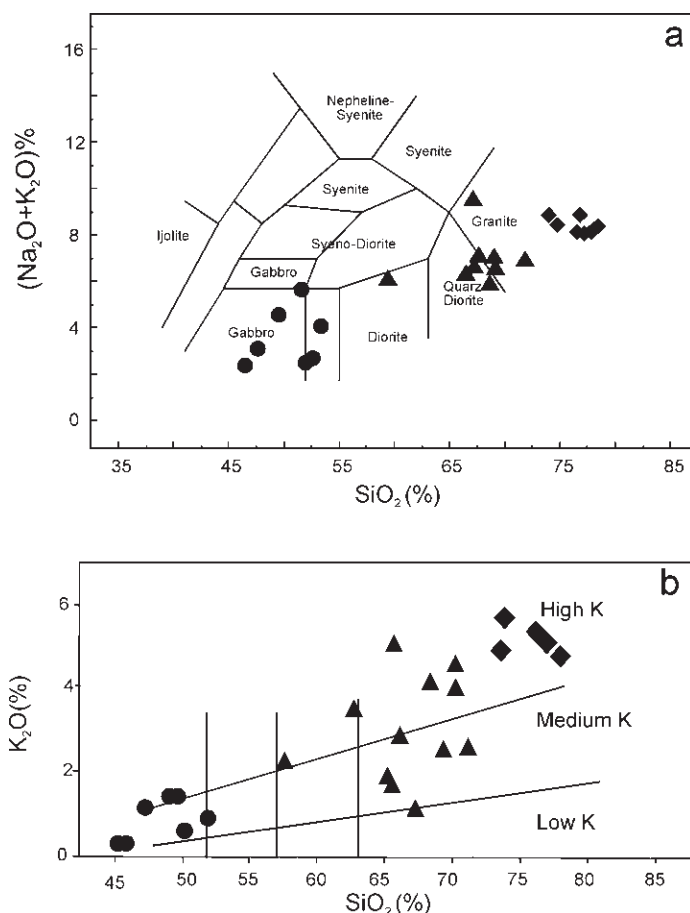 a
16
12
8
4
0
(Na₂O+K₂O)%
Nepheline-
Syenite
Syenite
Syenite
Granite
Ijolite
Syeno-Diorite
Gabbro
Quarz
Diorite
Gabbro
Diorite
35 45 55 65 75 85
SiO₂(%)
b
6
4
2
0
K₂O(%)
High K
Medium K
Low K
45 50 55 60 65 70 75 80 85
SiO₂(%)